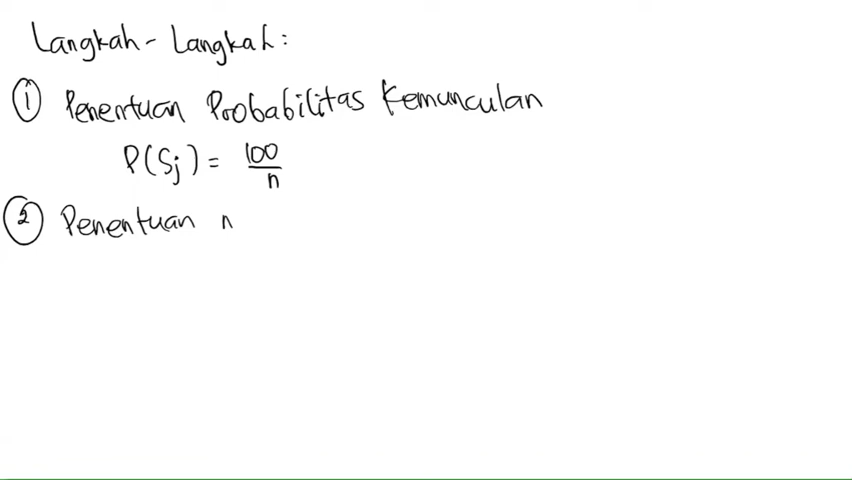 Langkah - Langkah :
① Penentuan Probabilitas Kemunculan
P(Sj) = 100/n
② Penentuan n